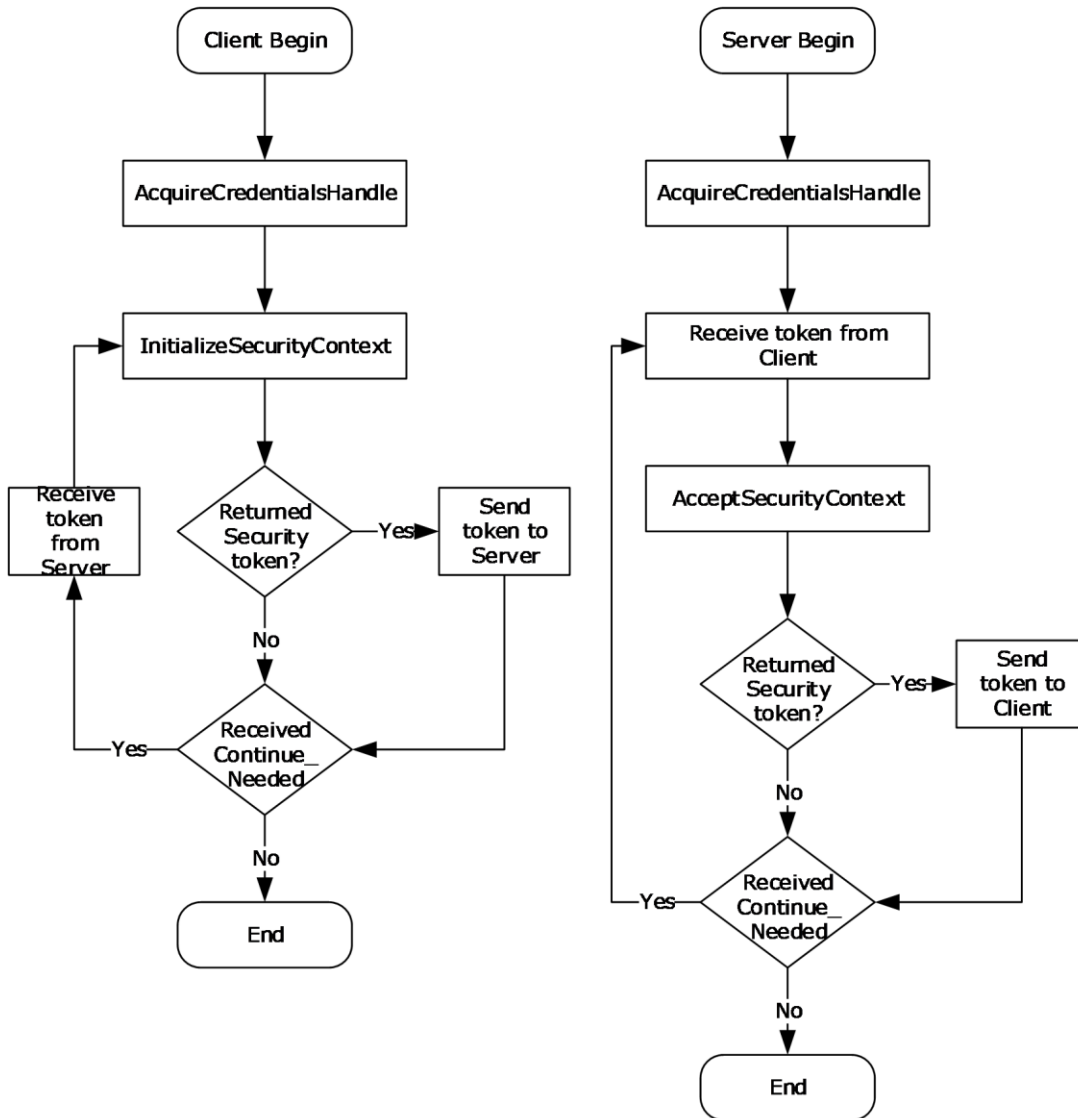 Client Begin
AcquireCredentialsHandle
InitializeSecurityContext
Receive
token
from
Server
Returned
Security
token?
Yes
Send
token to
Server
No
Received
Continue_
Needed
Yes
No
End
Server Begin
AcquireCredentialsHandle
Receive token from
Client
AcceptSecurityContext
Returned
Security
token?
Yes
Send
token to
Client
No
Received
Continue_
Needed
Yes
No
End